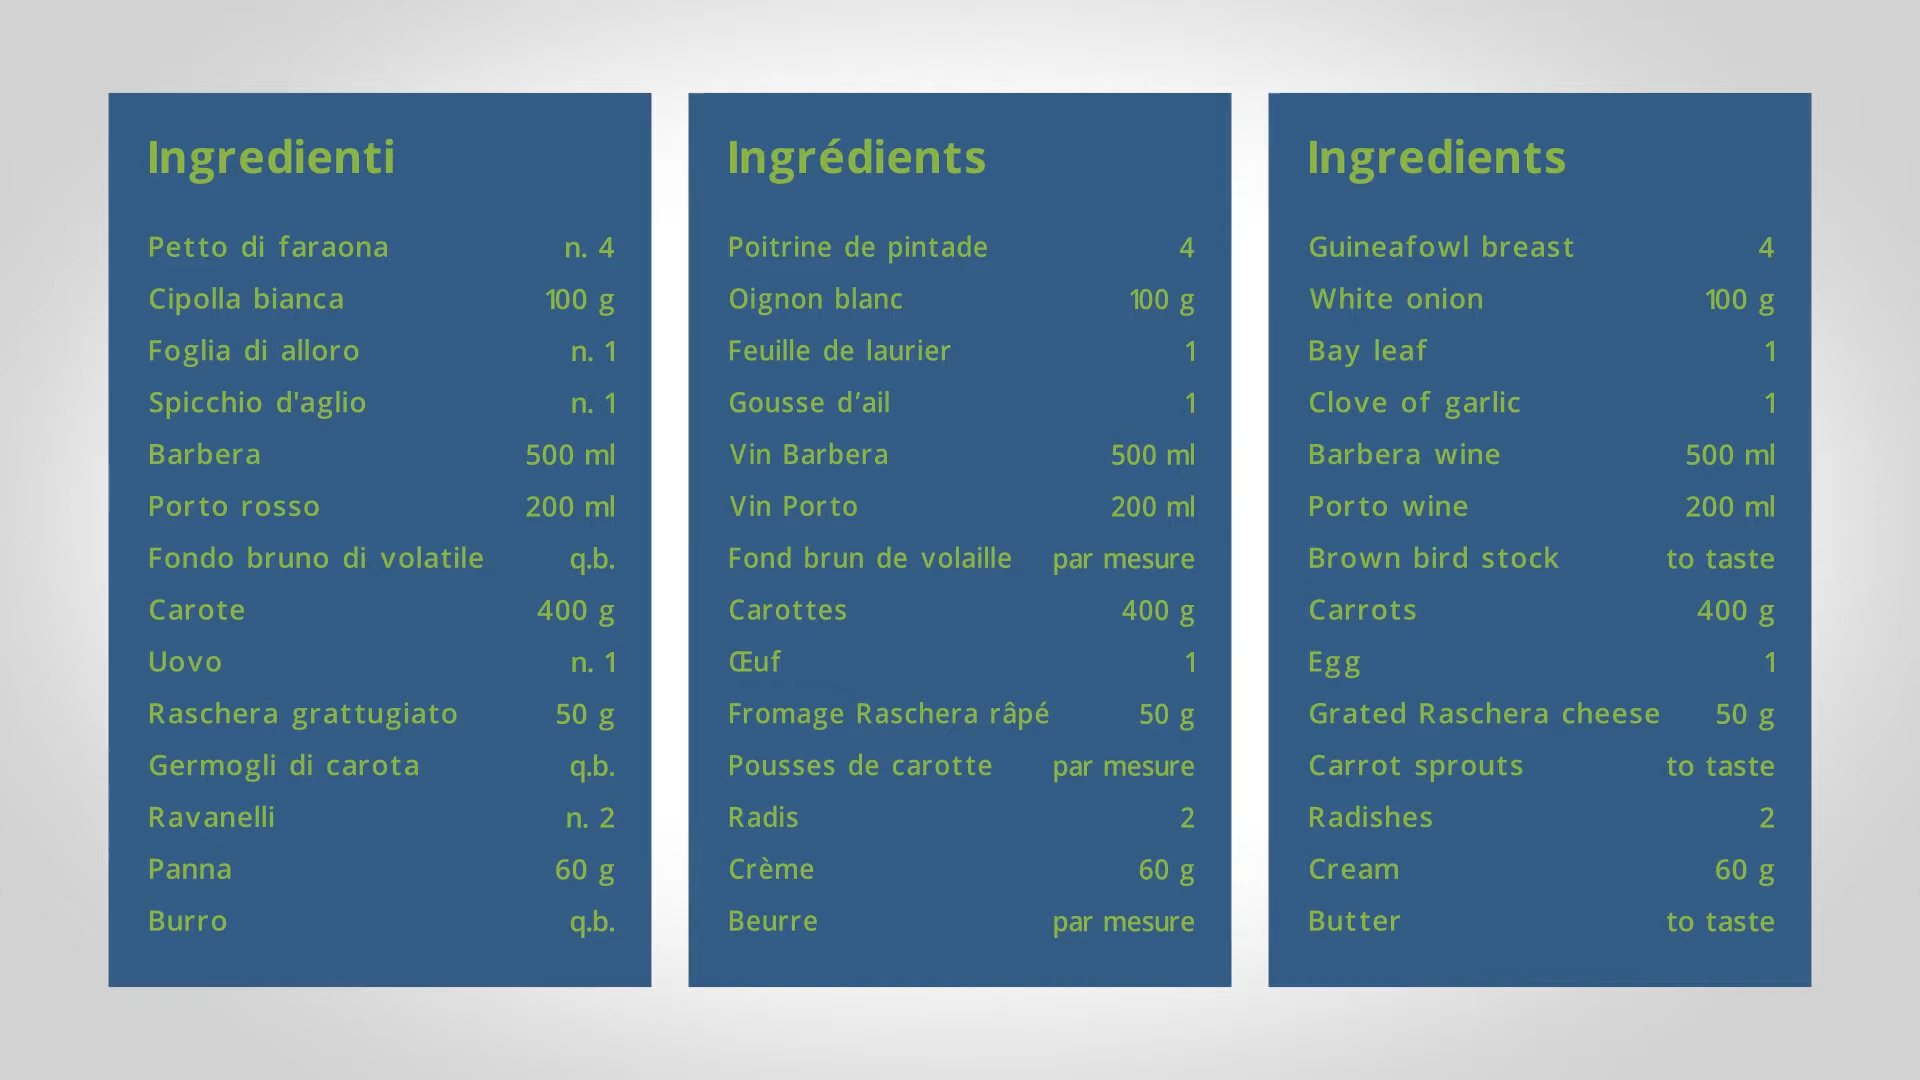 Ingredienti
Petto di faraona n. 4
Cipolla bianca 100 g
Foglia di alloro n. 1
Spicchio d'aglio n. 1
Barbera 500 ml
Porto rosso 200 ml
Fondo bruno di volatile q.b.
Carote 400 g
Uovo n. 1
Raschera grattugiato 50 g
Germogli di carota q.b.
Ravanelli n. 2
Panna 60 g
Burro q.b.
Ingrédients
Poitrine de pintade 4
Oignon blanc 100 g
Feuille de laurier 1
Gousse d’ail 1
Vin Barbera 500 ml
Vin Porto 200 ml
Fond brun de volaille par mesure
Carottes 400 g
Œuf 1
Fromage Raschera râpé 50 g
Pousses de carotte par mesure
Radis 2
Crème 60 g
Beurre par mesure
Ingredients
Guineafowl breast 4
White onion 100 g
Bay leaf 1
Clove of garlic 1
Barbera wine 500 ml
Porto wine 200 ml
Brown bird stock to taste
Carrots 400 g
Egg 1
Grated Raschera cheese 50 g
Carrot sprouts to taste
Radishes 2
Cream 60 g
Butter to taste